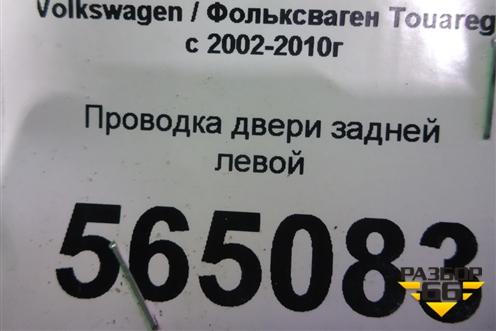 Volkswagen / Фольксваген Touareg
с 2002-2010г
Проводка двери задней
левой
565083
РАЗБОР
66